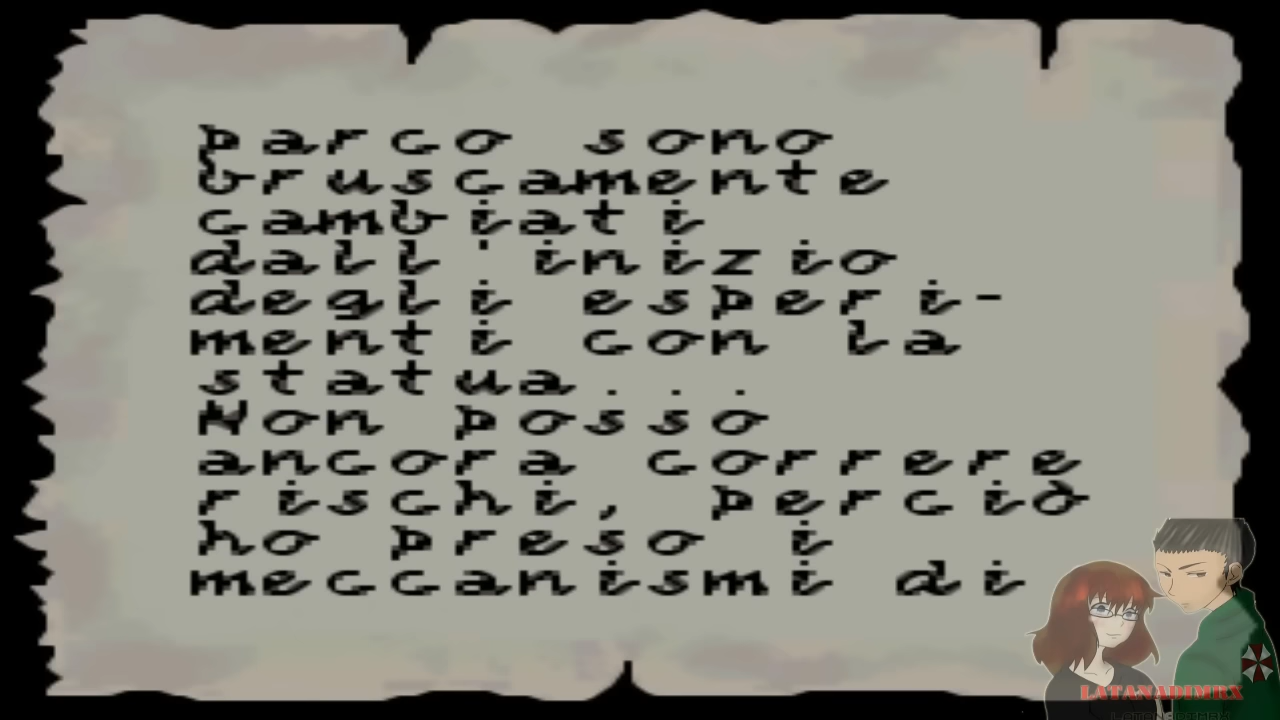 parco sono
bruscamente
cambiati
dall'inizio
degli esperi-
menti con la
statua...
Non posso
ancora correre
rischi, perciò
ho preso i
meccanismi di
LATANADIMRX